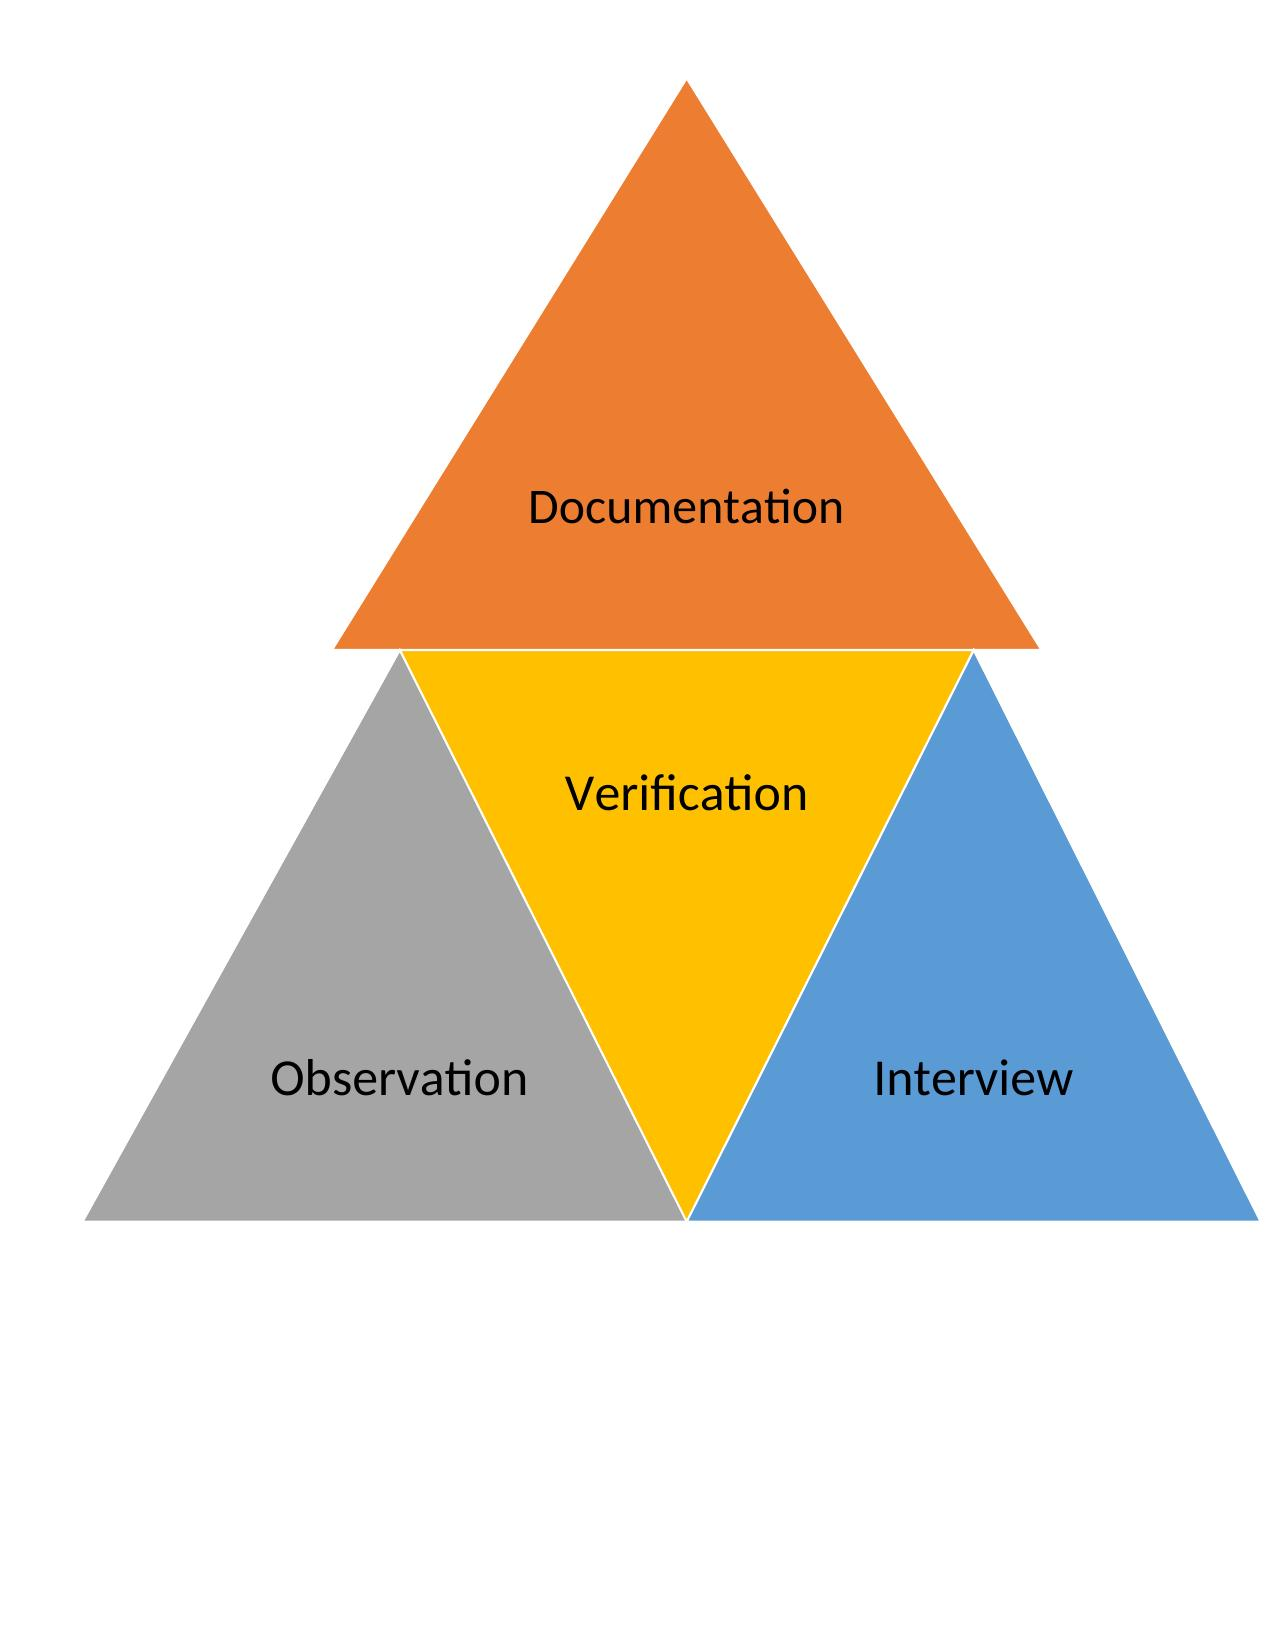 Documentation
Verification
Observation
Interview